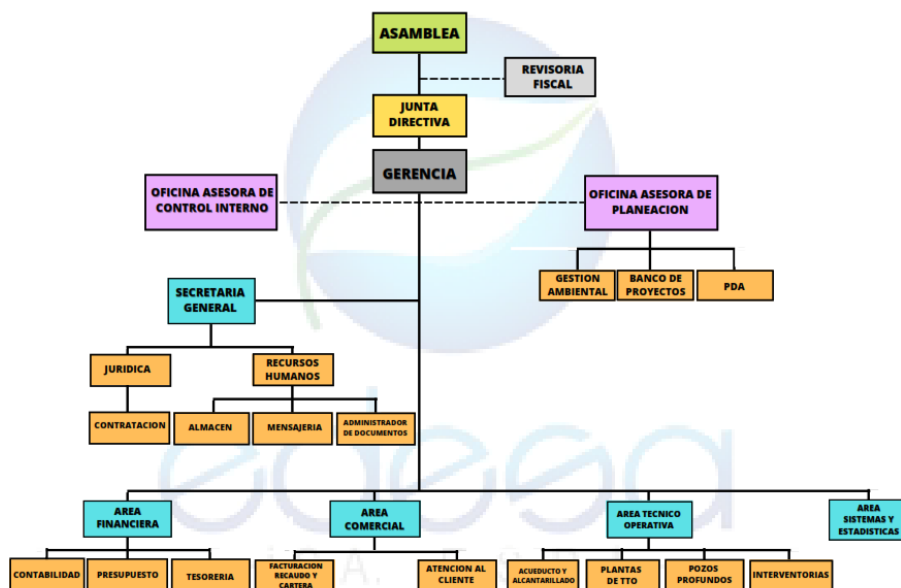 ASAMBLEA
REVISORIA
FISCAL
JUNTA
DIRECTIVA
GERENCIA
OFICINA ASESORA DE
CONTROL INTERNO
OFICINA ASESORA DE
PLANEACION
GESTION
AMBIENTAL
BANCO DE
PROYECTOS
PDA
SECRETARIA
GENERAL
JURIDICA
RECURSOS
HUMANOS
CONTRATACION
ALMACEN
MENSAJERIA
ADMINISTRADOR
DE DOCUMENTOS
edesa
AREA
FINANCIERA
AREA
COMERCIAL
AREA TECNICO
OPERATIVA
AREA
SISTEMAS Y
ESTADISTICAS
CONTABILIDAD
PRESUPUESTO
TESORERIA
FACTURACION
RECAUDO Y
CARTERA
ATENCION AL
CLIENTE
ACUEDUCTO Y
ALCANTARILLADO
PLANTAS
DE TTO
POZOS
PROFUNDOS
INTERVENTORIAS